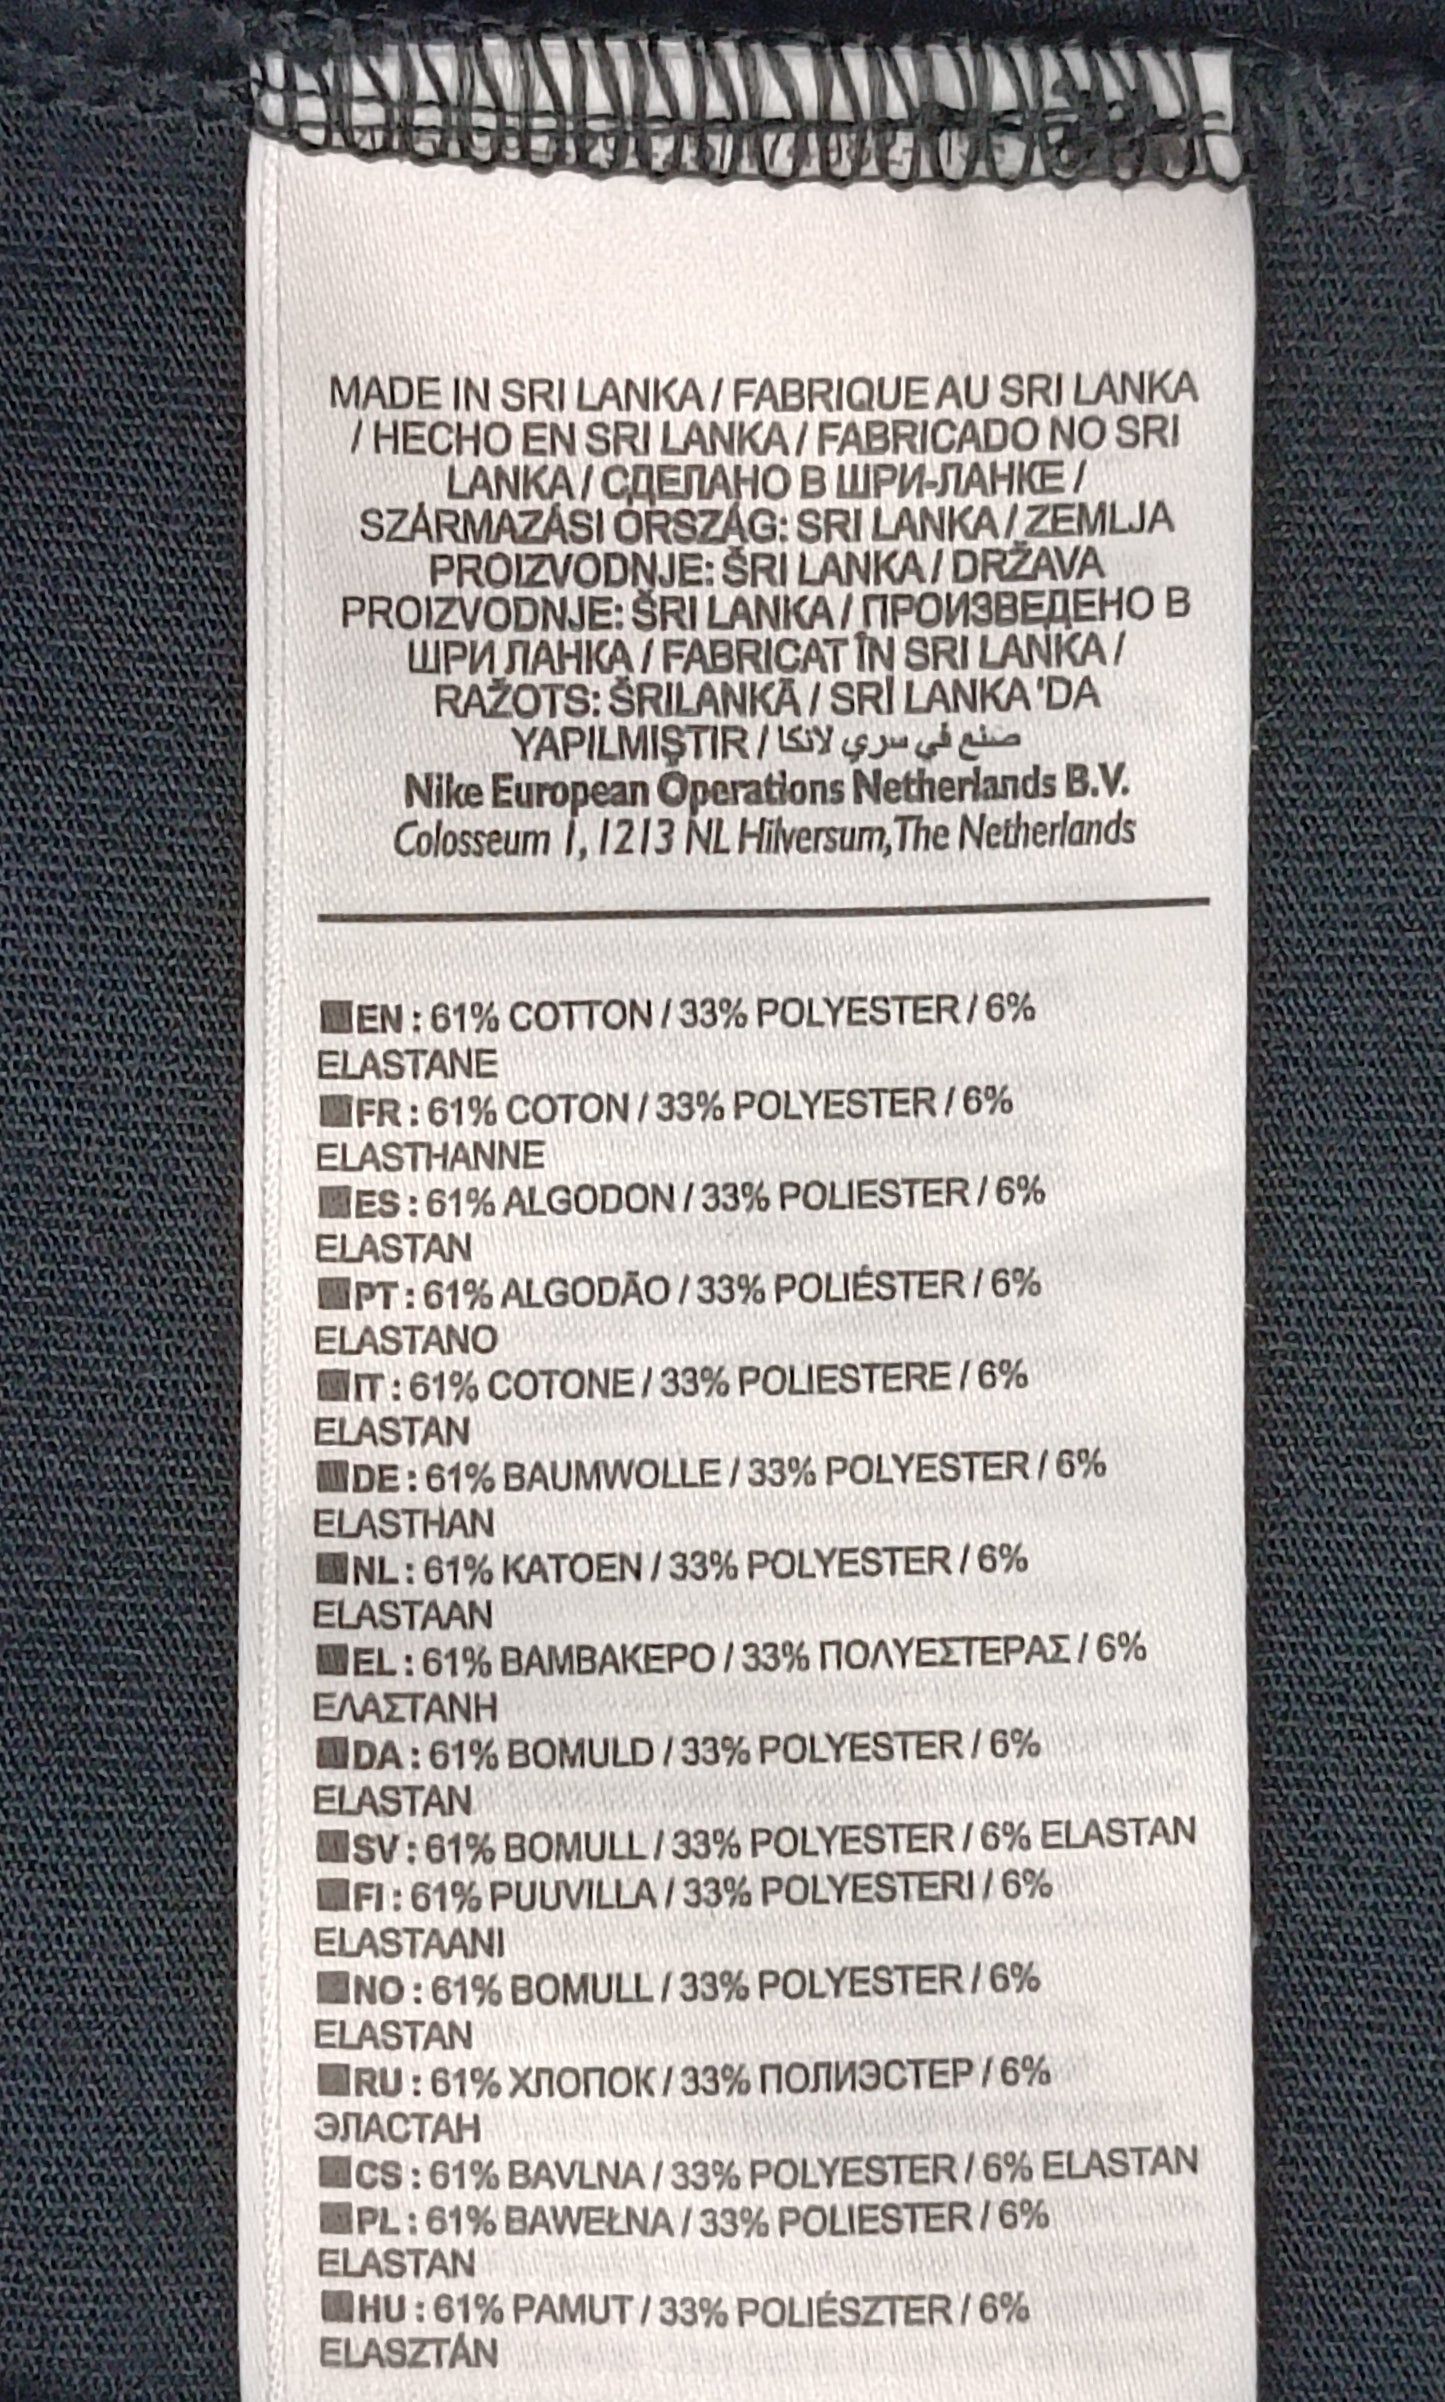 MADE IN SRI LANKA / FABRIQUE AU SRI LANKA
/ HECHO EN SRI LANKA / FABRICADO NO SRI
LANKA / СДЕЛАНО В ШРИ-ЛАНКЕ /
SZÁRMAZÁSI ORSZÁG: SRI LANKA / ZEMLJA
PROIZVODNJE: ŠRI LANKA / DRŽAVA
PROIZVODNJE: ŠRI LANKA / ПРОИЗВЕДЕНО В
ШРИ ЛАНКА / FABRICAT ÎN SRI LANKA /
RAŽOTS: ŠRILANKĀ / SRİ LANKA 'DA
YAPILMIŞTIR / صنع في سري لانكا
Nike European Operations Netherlands B.V.
Colosseum 1, 1213 NL Hilversum, The Netherlands
EN : 61% COTTON / 33% POLYESTER / 6%
ELASTANE
FR : 61% COTON / 33% POLYESTER / 6%
ELASTHANNE
ES : 61% ALGODON / 33% POLIESTER / 6%
ELASTAN
PT : 61% ALGODÃO / 33% POLIÉSTER / 6%
ELASTANO
IT : 61% COTONE / 33% POLIESTERE / 6%
ELASTAN
DE : 61% BAUMWOLLE / 33% POLYESTER / 6%
ELASTHAN
NL : 61% KATOEN / 33% POLYESTER / 6%
ELASTAAN
EL : 61% ΒΑΜΒΑΚΕΡΟ / 33% ΠΟΛΥΕΣΤΕΡΑΣ / 6%
ΕΛΑΣΤΑΝΗ
DA : 61% BOMULD / 33% POLYESTER / 6%
ELASTAN
SV : 61% BOMULL / 33% POLYESTER / 6% ELASTAN
FI : 61% PUUVILLA / 33% POLYESTERI / 6%
ELASTAANI
NO : 61% BOMULL / 33% POLYESTER / 6%
ELASTAN
RU : 61% ХЛОПОК / 33% ПОЛИЭСТЕР / 6%
ЭЛАСТАН
CS : 61% BAVLNA / 33% POLYESTER / 6% ELASTAN
PL : 61% BAWEŁNA / 33% POLIESTER / 6%
ELASTAN
HU : 61% PAMUT / 33% POLIÉSZTER / 6%
ELASZTÁN